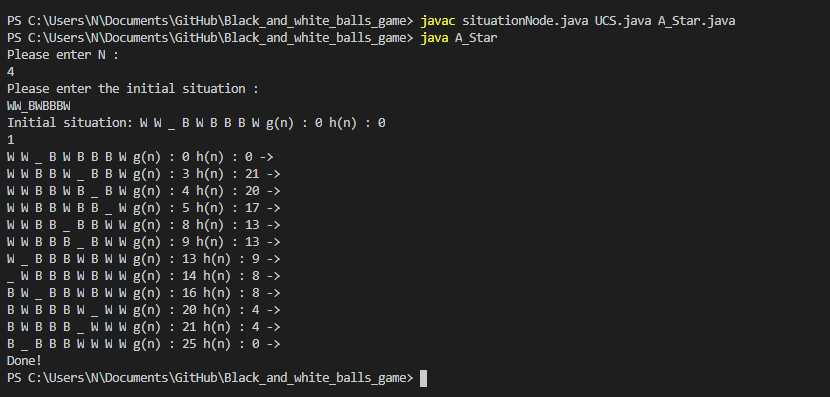 PS C:\Users\N\Documents\GitHub\Black_and_white_balls_game> javac situationNode.java UCS.java A_Star.java
PS C:\Users\N\Documents\GitHub\Black_and_white_balls_game> java A_Star
Please enter N :
4
Please enter the initial situation :
WW_BWBBBW
Initial situation: W W _ B W B B B W g(n) : 0 h(n) : 0
1
W W _ B W B B B W g(n) : 0 h(n) : 0 ->
W W B B W _ B B W g(n) : 3 h(n) : 21 ->
W W B B W B _ B W g(n) : 4 h(n) : 20 ->
W W B B W B B _ W g(n) : 5 h(n) : 17 ->
W W B B _ B B W W g(n) : 8 h(n) : 13 ->
W W B B B _ B W W g(n) : 9 h(n) : 13 ->
W _ B B B W B W W g(n) : 13 h(n) : 9 ->
_ W B B B W B W W g(n) : 14 h(n) : 8 ->
B W _ B B W B W W g(n) : 16 h(n) : 8 ->
B W B B B W _ W W g(n) : 20 h(n) : 4 ->
B W B B B _ W W W g(n) : 21 h(n) : 4 ->
B _ B B B W W W W g(n) : 25 h(n) : 0 ->
Done!
PS C:\Users\N\Documents\GitHub\Black_and_white_balls_game>